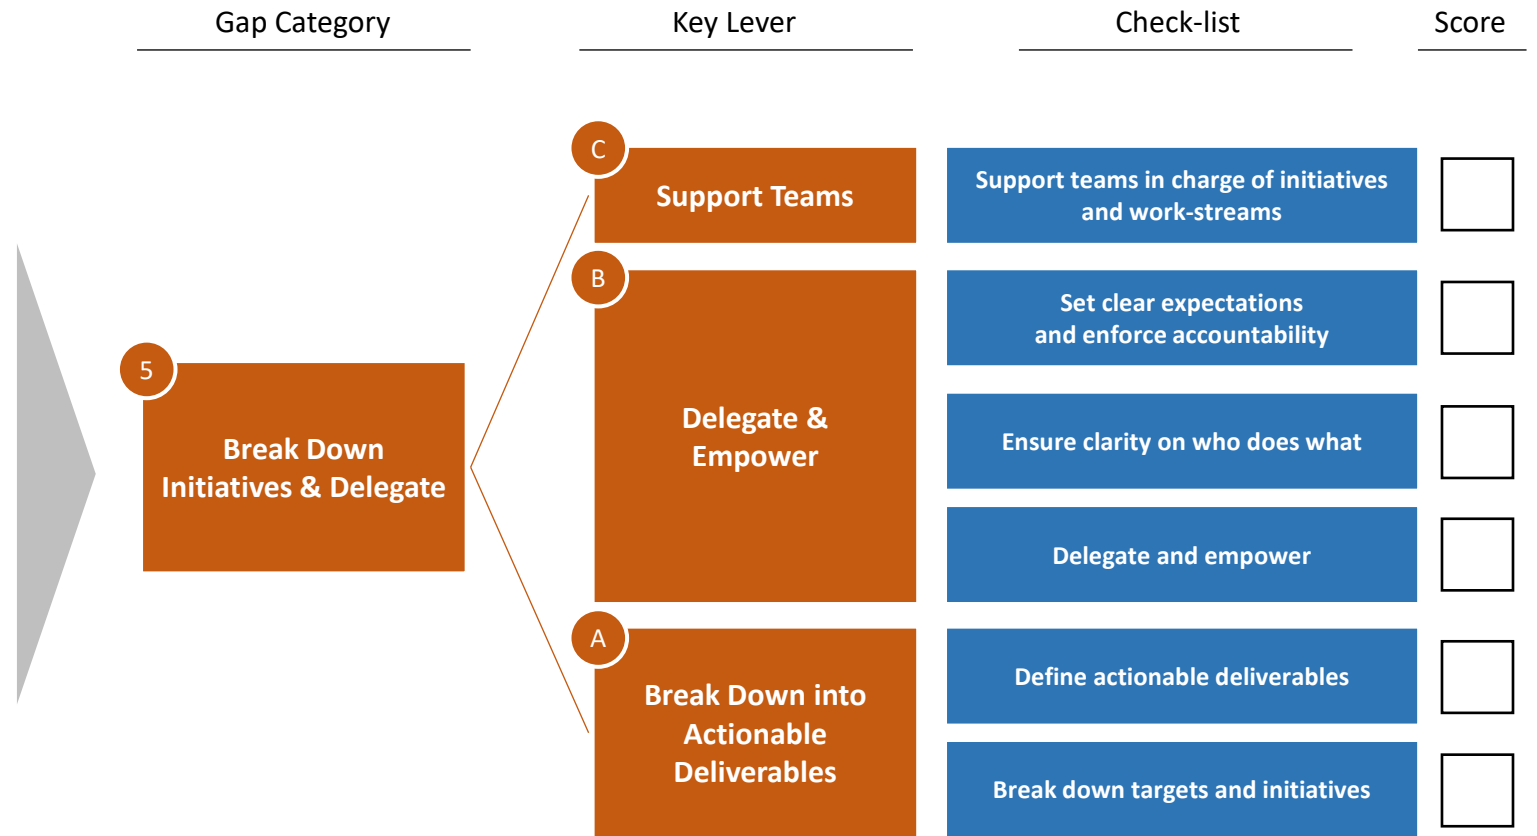 Gap Category
Key Lever
Check-list
Score
5
Break Down
Initiatives & Delegate
C
Support Teams
Support teams in charge of initiatives
and work-streams
B
Delegate &
Empower
Set clear expectations
and enforce accountability
Ensure clarity on who does what
Delegate and empower
A
Break Down into
Actionable
Deliverables
Define actionable deliverables
Break down targets and initiatives